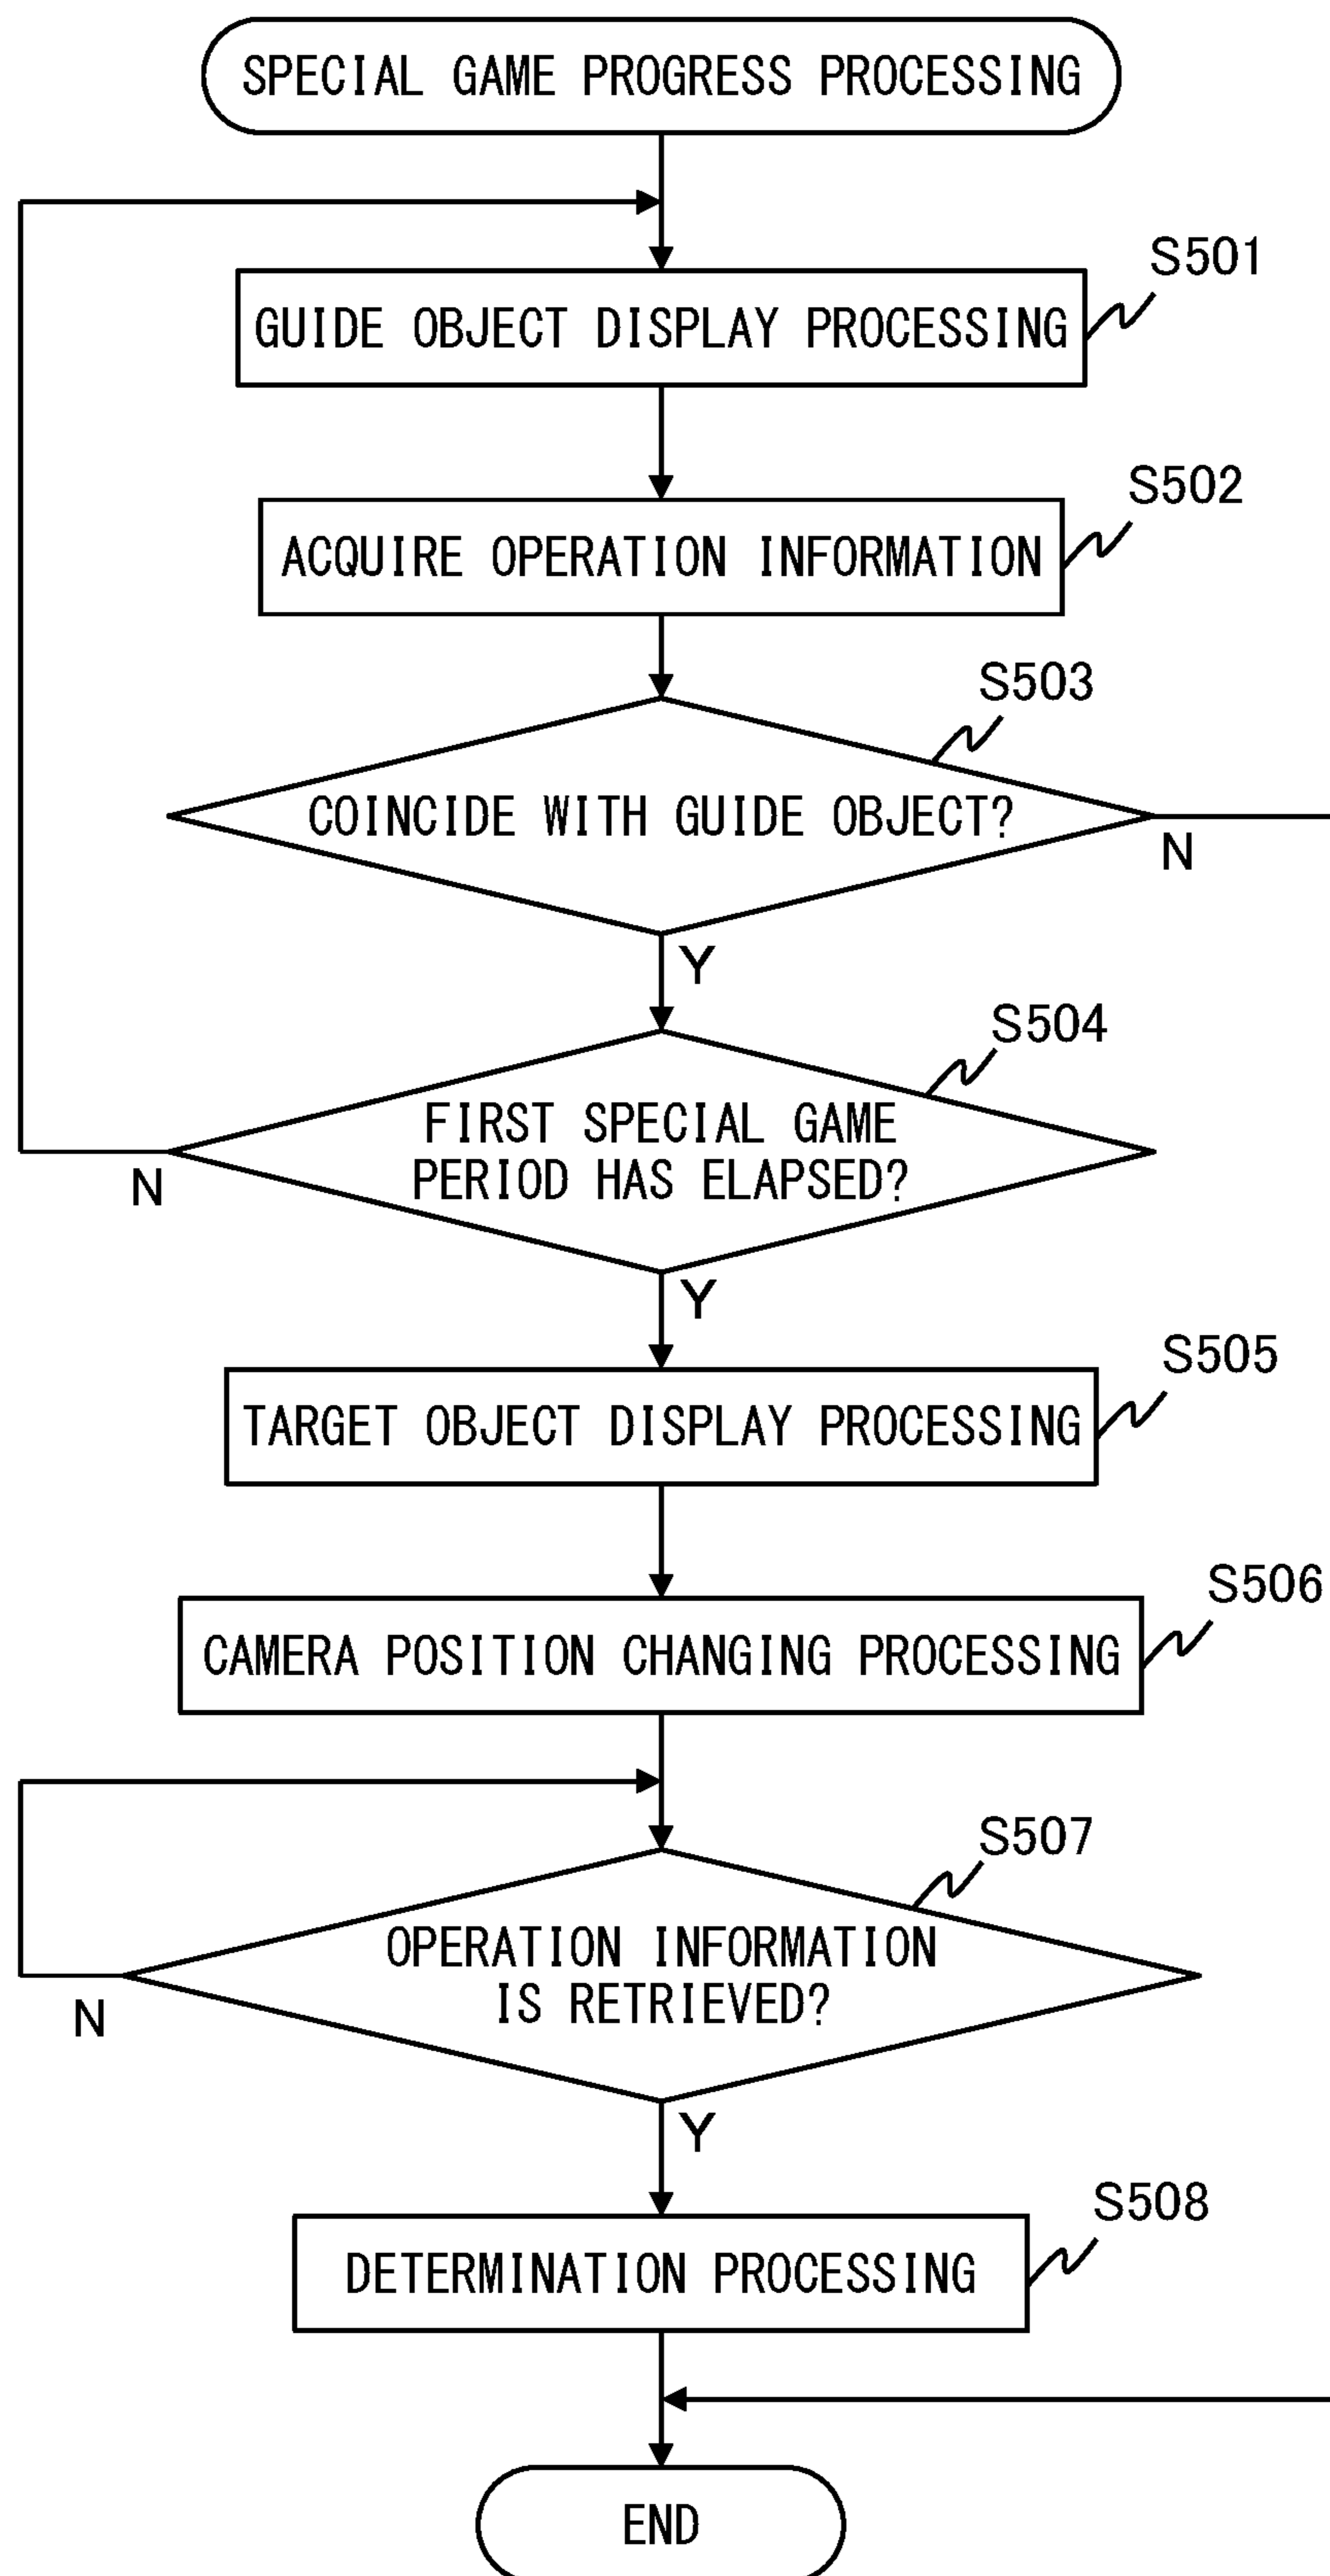 SPECIAL GAME PROGRESS PROCESSING
S501
GUIDE OBJECT DISPLAY PROCESSING
S502
ACQUIRE OPERATION INFORMATION
S503
COINCIDE WITH GUIDE OBJECT?
N
Y
S504
FIRST SPECIAL GAME
PERIOD HAS ELAPSED?
N
Y
S505
TARGET OBJECT DISPLAY PROCESSING
S506
CAMERA POSITION CHANGING PROCESSING
S507
OPERATION INFORMATION
IS RETRIEVED?
N
Y
S508
DETERMINATION PROCESSING
END